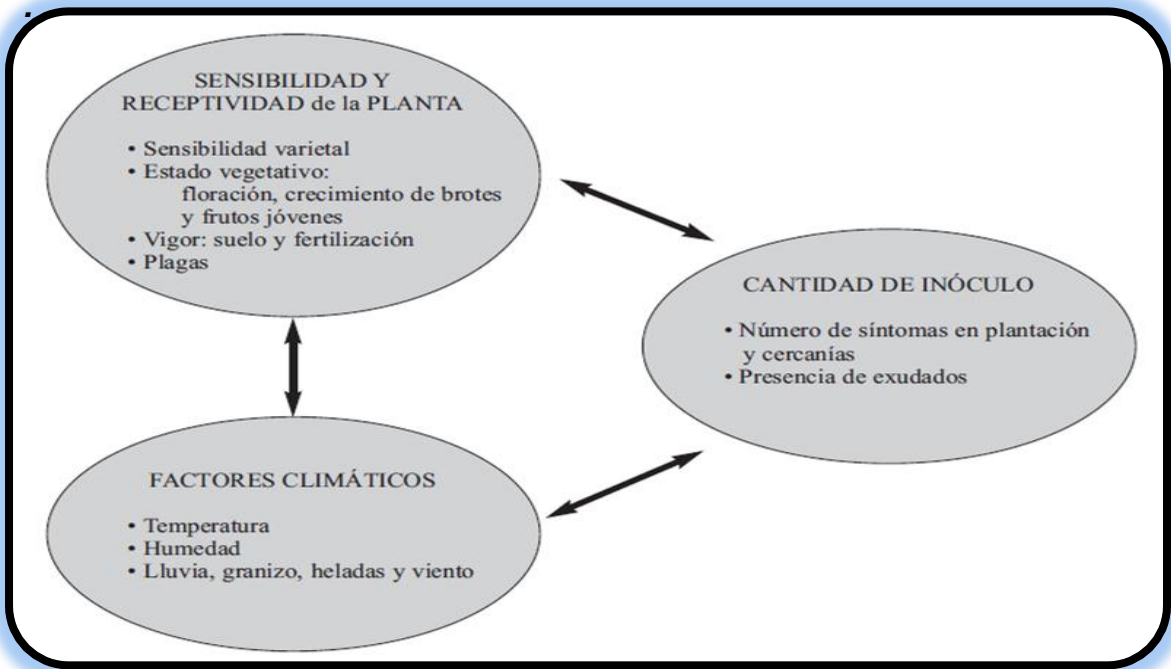 SENSIBILIDAD Y
RECEPTIVIDAD de la PLANTA
• Sensibilidad varietal
• Estado vegetativo:
floración, crecimiento de brotes
y frutos jóvenes
• Vigor: suelo y fertilización
• Plagas
CANTIDAD DE INÓCULO
• Número de síntomas en plantación
y cercanías
• Presencia de exudados
FACTORES CLIMÁTICOS
• Temperatura
• Humedad
• Lluvia, granizo, heladas y viento